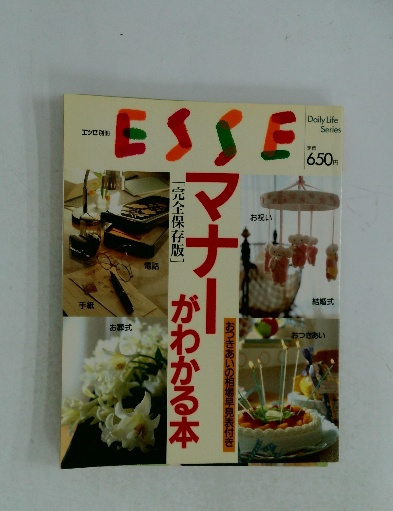 エッセ別冊
ESSE
Daily Life
Series
定価
650円
マナーがわかる本
[完全保存版]
おつきあいの相場早見表付き
お祝い
電話
手紙
結婚式
お葬式
おつきあい